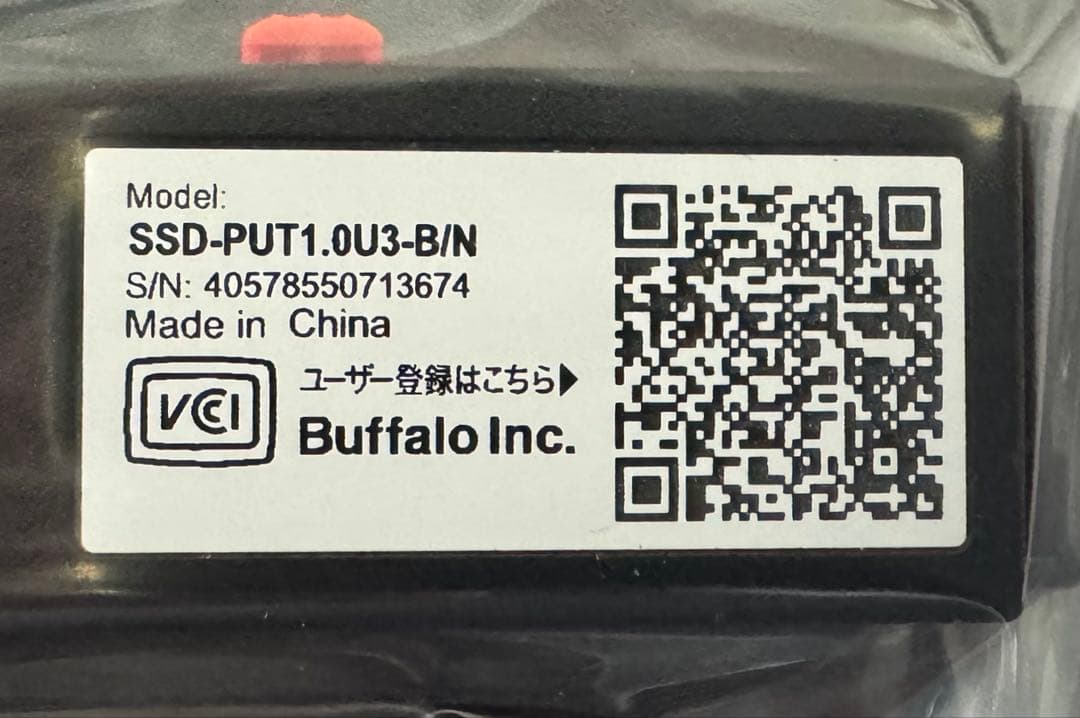 Model:
SSD-PUT1.0U3-B/N
S/N: 40578550713674
Made in China
VCCI
ユーザー登録はこちら▶
Buffalo Inc.